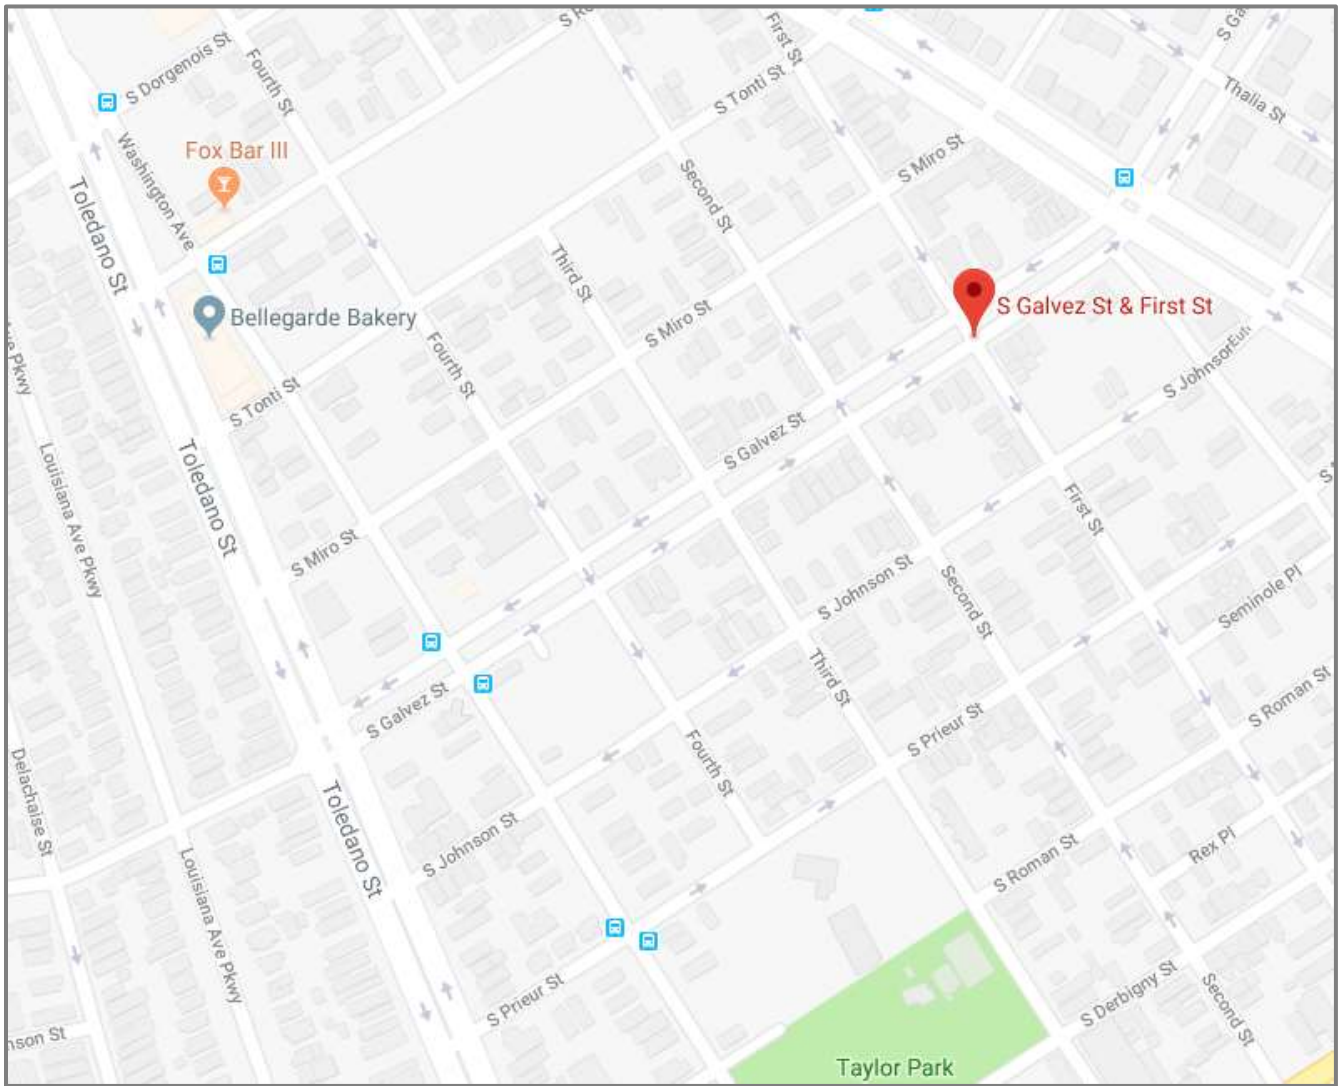 S Dorgenois St
Fourth St
First St
S Tonti St
Thalia St
Washington Ave
Fox Bar III
Toledano St
Second St
S Miro St
Third St
S Galvez St & First St
Bellegarde Bakery
S Miro St
Fourth St
S Johnson
S Tonti St
S Galvez St
Toledano St
Louisiana Ave Pkwy
First St
S Miro St
S Johnson St
Second St
Seminole Pl
Third St
S Galvez St
S Prieur St
S Roman St
Fourth St
Delachaise St
Toledano St
S Johnson St
Louisiana Ave Pkwy
S Roman St
Rex Pl
S Prieur St
S Derbigny St
Second St
nson St
Taylor Park